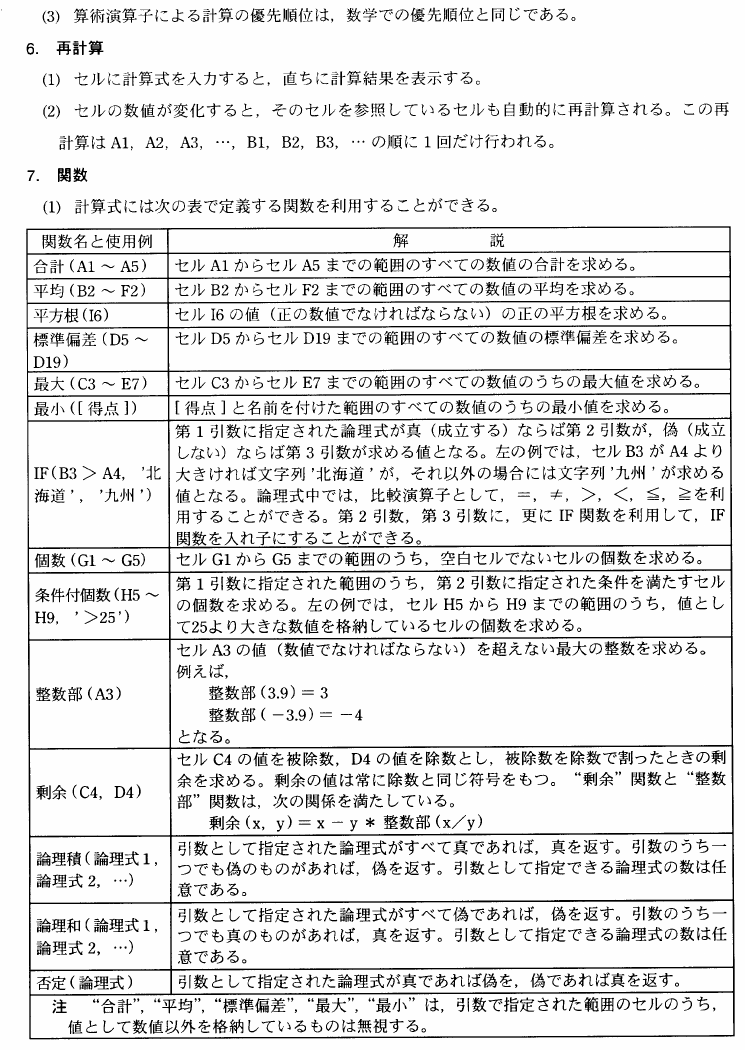 (3) 算術演算子による計算の優先順位は，数学での優先順位と同じである。
6. 再計算
(1) セルに計算式を入力すると，直ちに計算結果を表示する。
(2) セルの数値が変化すると，そのセルを参照しているセルも自動的に再計算される。この再
計算は A1，A2，A3，…，B1，B2，B3，… の順に 1 回だけ行われる。
7. 関数
(1) 計算式には次の表で定義する関数を利用することができる。
関数名と使用例
解 説
合計(A1 ～ A5)
セル A1 からセル A5 までの範囲のすべての数値の合計を求める。
平均(B2 ～ F2)
セル B2 からセル F2 までの範囲のすべての数値の平均を求める。
平方根(I6)
セル I6 の値（正の数値でなければならない）の正の平方根を求める。
標準偏差(D5 ～
D19)
セル D5 からセル D19 までの範囲のすべての数値の標準偏差を求める。
最大(C3 ～ E7)
セル C3 からセル E7 までの範囲のすべての数値のうちの最大値を求める。
最小([得点])
[得点]と名前を付けた範囲のすべての数値のうちの最小値を求める。
IF(B3 ＞ A4, '北
海道', '九州')
第 1 引数に指定された論理式が真（成立する）ならば第 2 引数が，偽（成立
しない）ならば第 3 引数が求める値となる。左の例では，セル B3 が A4 より
大きければ文字列'北海道'が，それ以外の場合には文字列'九州'が求める
値となる。論理式中では，比較演算子として，＝，≠，＞，＜，≦，≧を利
用することができる。第 2 引数，第 3 引数に，更に IF 関数を利用して，IF
関数を入れ子にすることができる。
個数(G1 ～ G5)
セル G1 から G5 までの範囲のうち，空白セルでないセルの個数を求める。
条件付個数(H5 ～
H9, '＞25')
第 1 引数に指定された範囲のうち，第 2 引数に指定された条件を満たすセル
の個数を求める。左の例では，セル H5 から H9 までの範囲のうち，値とし
て25より大きな数値を格納しているセルの個数を求める。
整数部(A3)
セル A3 の値（数値でなければならない）を超えない最大の整数を求める。
例えば，
整数部(3.9)＝3
整数部(－3.9)＝－4
となる。
剰余(C4, D4)
セル C4 の値を被除数，D4 の値を除数とし，被除数を除数で割ったときの剰
余を求める。剰余の値は常に除数と同じ符号をもつ。“剰余”関数と“整数
部”関数は，次の関係を満たしている。
剰余(x, y)＝x － y ＊ 整数部(x／y)
論理積(論理式1,
論理式2, …)
引数として指定された論理式がすべて真であれば，真を返す。引数のうち一
つでも偽のものがあれば，偽を返す。引数として指定できる論理式の数は任
意である。
論理和(論理式1,
論理式2, …)
引数として指定された論理式がすべて偽であれば，偽を返す。引数のうち一
つでも真のものがあれば，真を返す。引数として指定できる論理式の数は任
意である。
否定(論理式)
引数として指定された論理式が真であれば偽を，偽であれば真を返す。
注 “合計”，“平均”，“標準偏差”，“最大”，“最小”は，引数で指定された範囲のセルのうち，
値として数値以外を格納しているものは無視する。